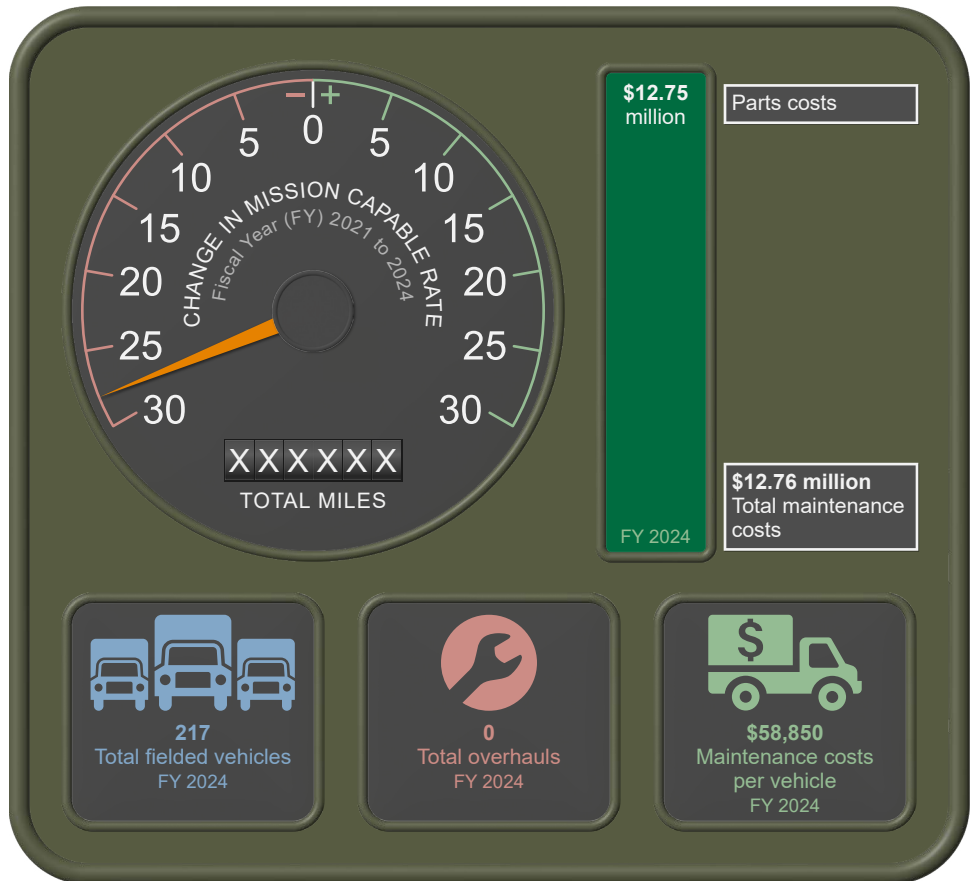 − +
0
5
5
10
10
15
15
20
20
25
25
30
30
CHANGE IN MISSION CAPABLE RATE
Fiscal Year (FY) 2021 to 2024
XXXXXX
TOTAL MILES
$12.75
million
FY 2024
Parts costs
$12.76 million
Total maintenance
costs
217
Total fielded vehicles
FY 2024
0
Total overhauls
FY 2024
$
$58,850
Maintenance costs
per vehicle
FY 2024